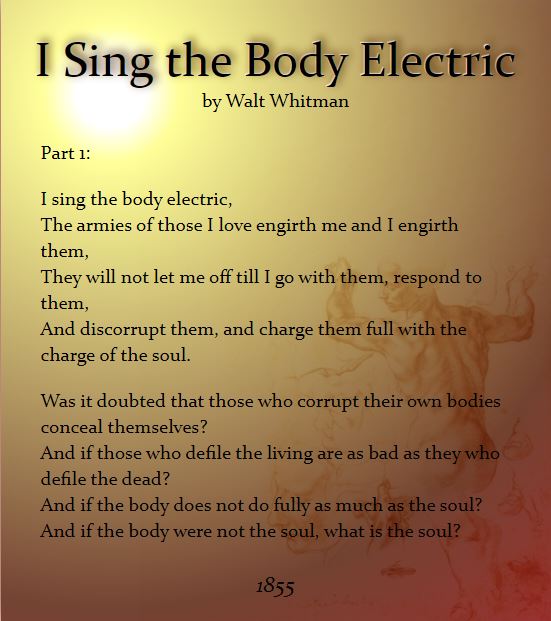 I Sing the Body Electric
by Walt Whitman
Part 1:
I sing the body electric,
The armies of those I love engirth me and I engirth
them,
They will not let me off till I go with them, respond to
them,
And discorrupt them, and charge them full with the
charge of the soul.
Was it doubted that those who corrupt their own bodies
conceal themselves?
And if those who defile the living are as bad as they who
defile the dead?
And if the body does not do fully as much as the soul?
And if the body were not the soul, what is the soul?
1855